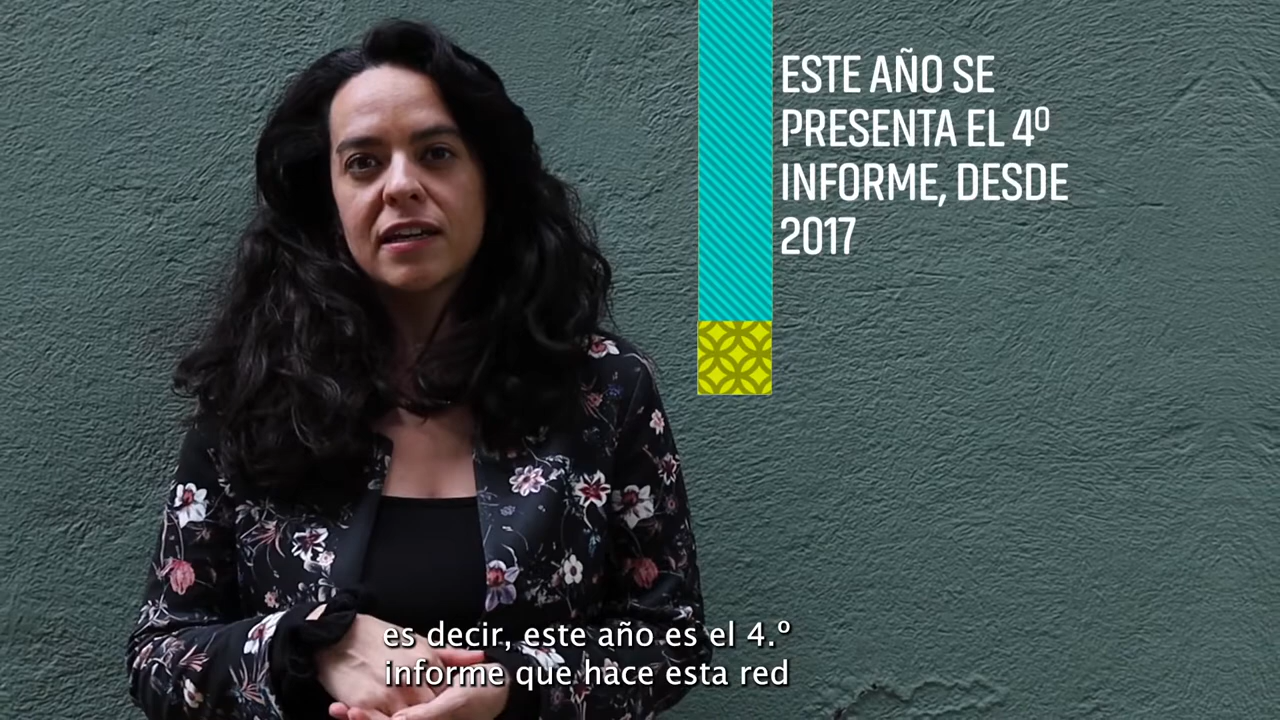 ESTE AÑO SE
PRESENTA EL 4º
INFORME, DESDE
2017
es decir, este año es el 4.º
informe que hace esta red